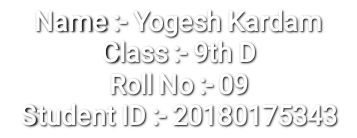 Name :- Yogesh Kardam
Class :- 9th D
Roll No :- 09
Student ID :- 20180175343